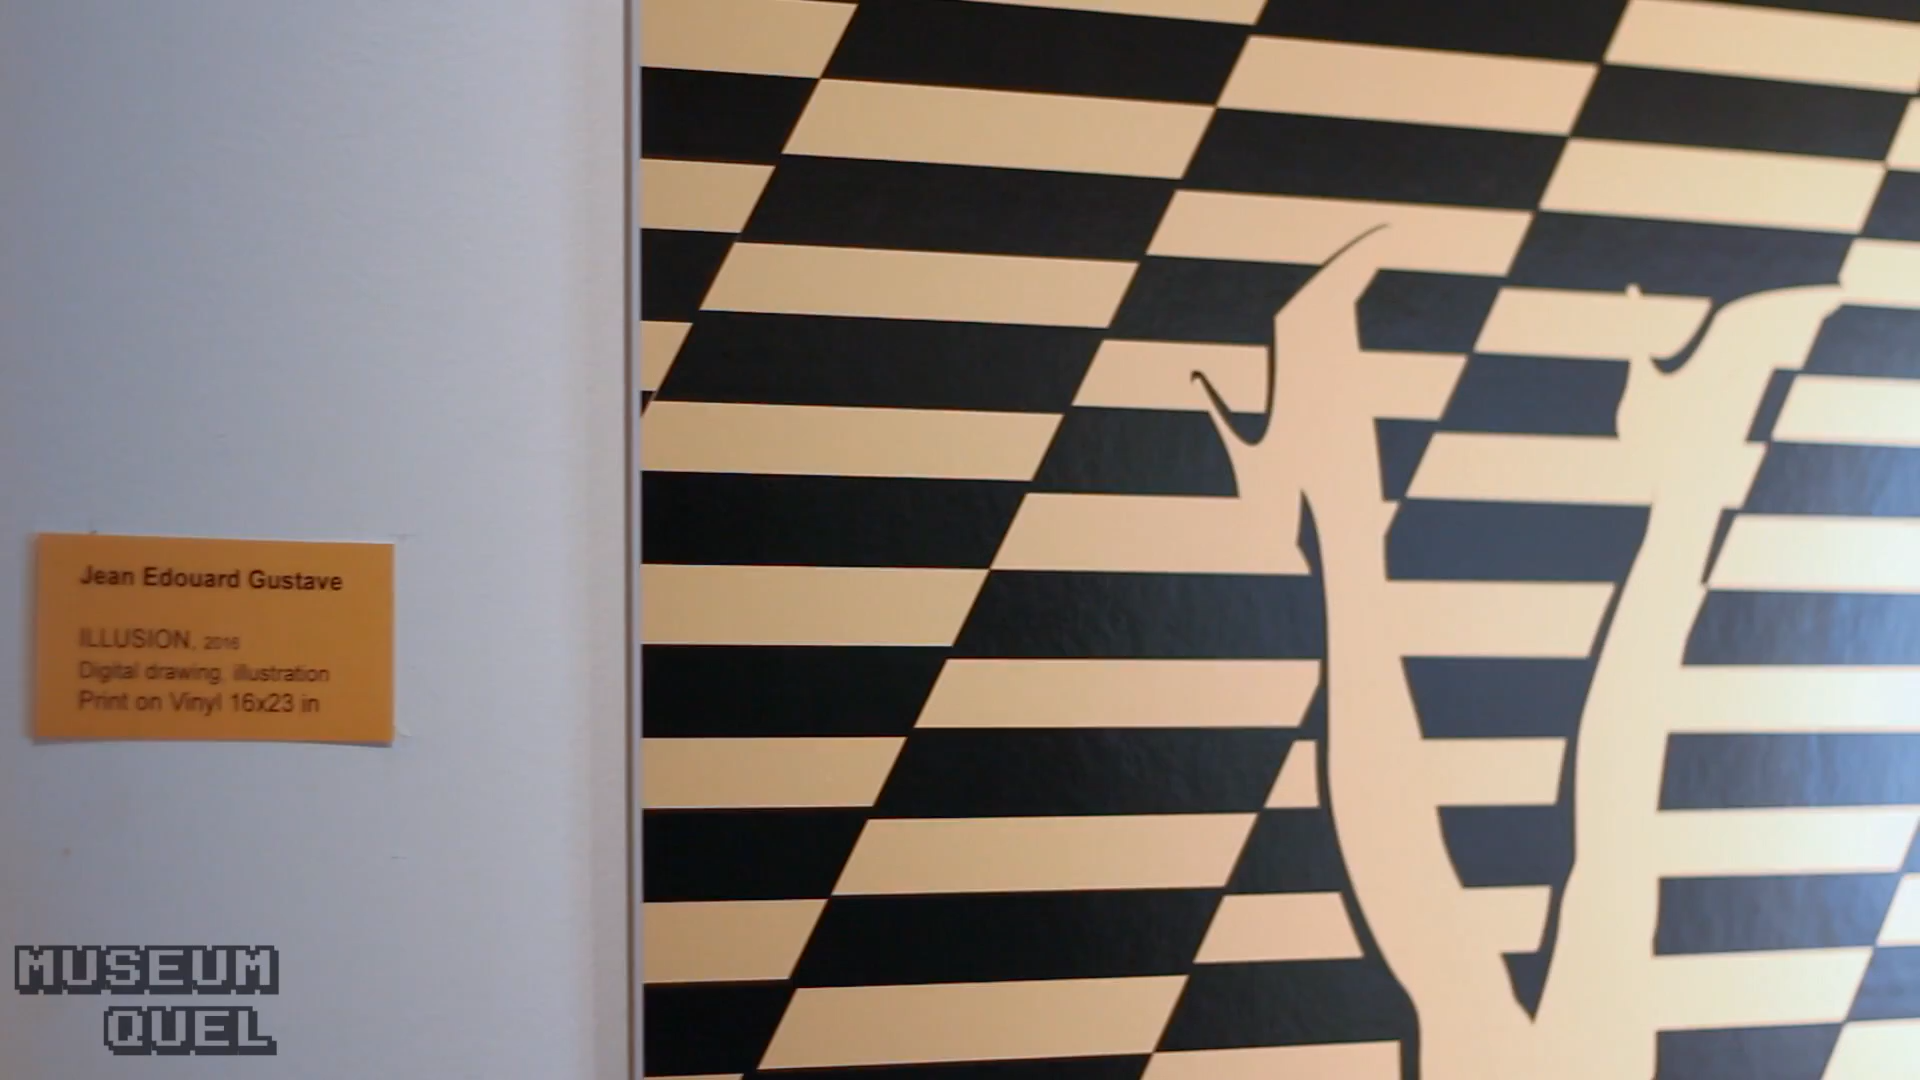 Jean Edouard Gustave
ILLUSION, 2016
Digital drawing, illustration
Print on Vinyl 16x23 in
MUSEUM
QUEL